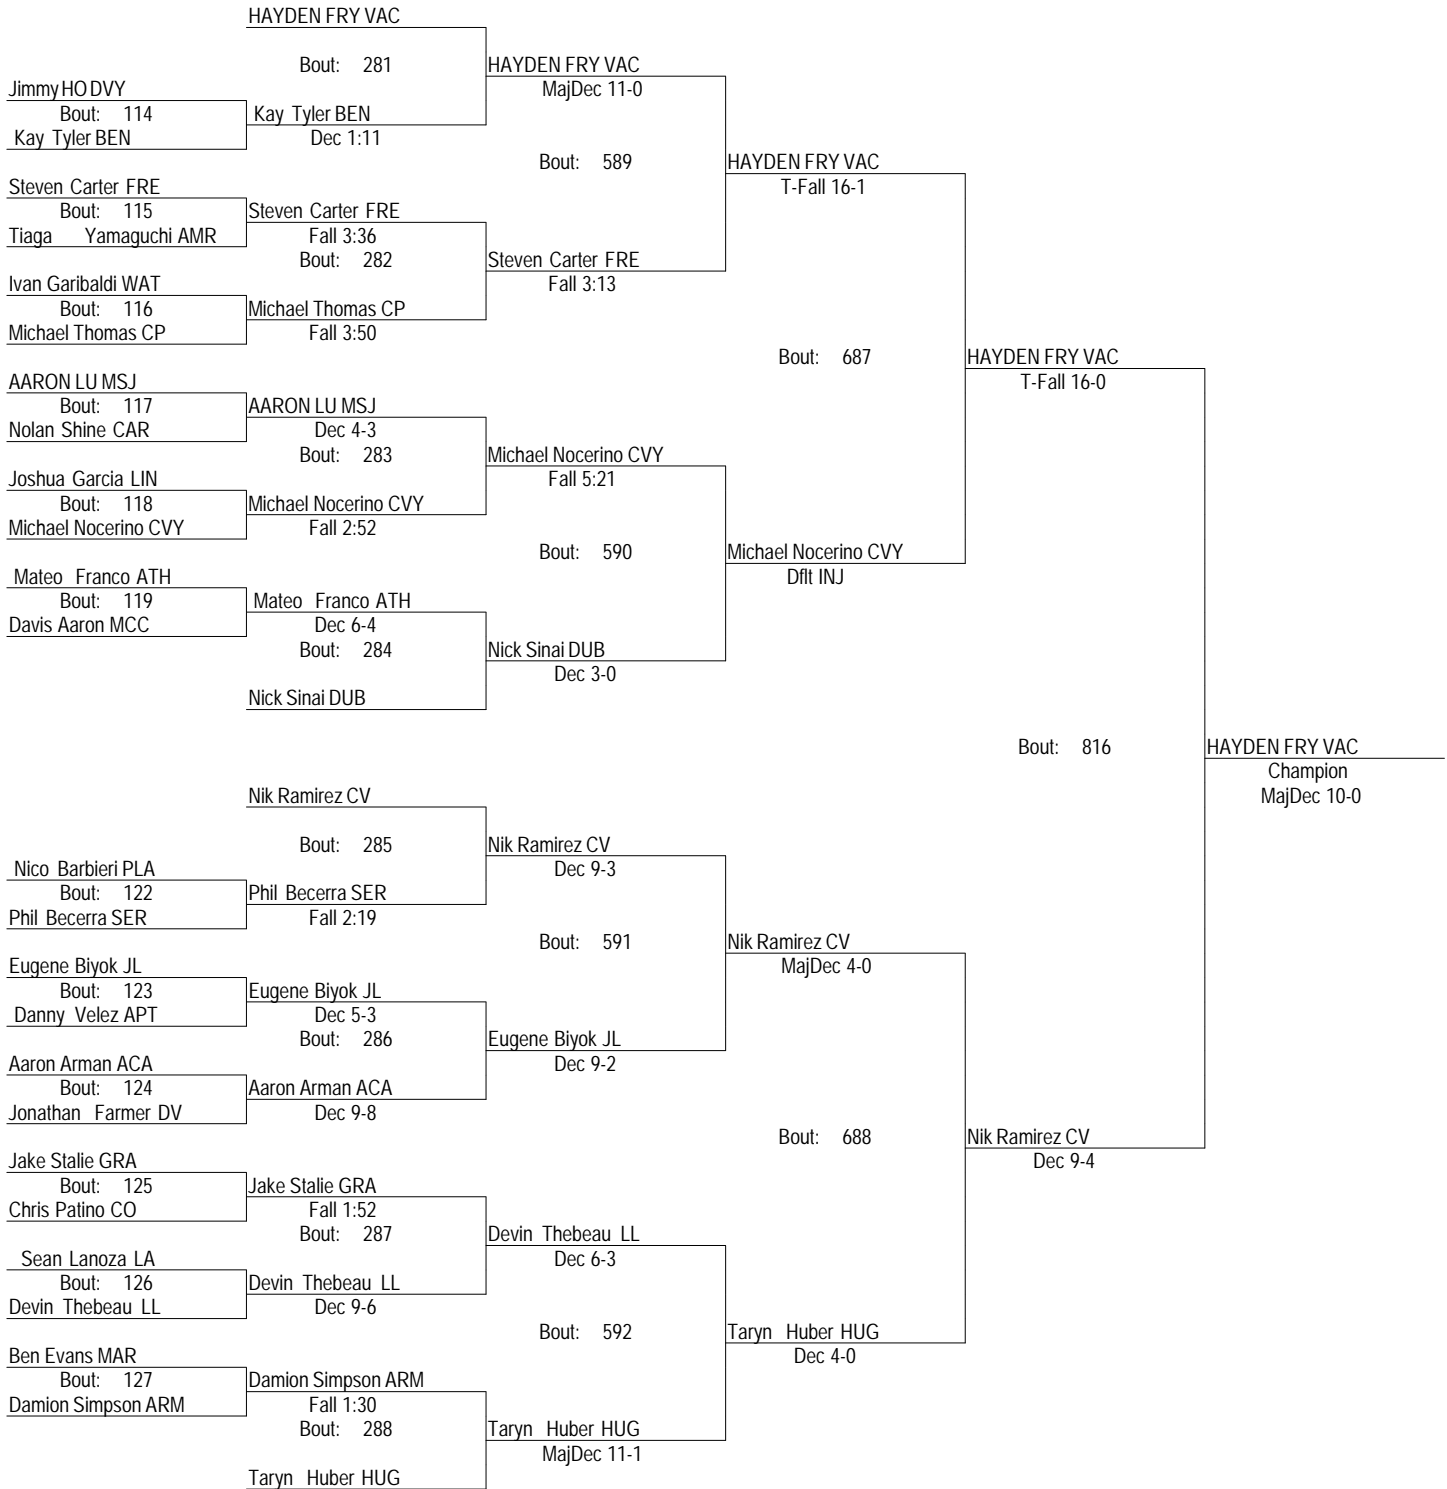 HAYDEN FRY VAC
Bout: 281
HAYDEN FRY VAC
MajDec 11-0
Jimmy HO DVY
Bout: 114
Kay Tyler BEN
Kay Tyler BEN
Dec 1:11
Bout: 589
HAYDEN FRY VAC
T-Fall 16-1
Steven Carter FRE
Bout: 115
Tiaga Yamaguchi AMR
Steven Carter FRE
Fall 3:36
Bout: 282
Steven Carter FRE
Fall 3:13
Ivan Garibaldi WAT
Bout: 116
Michael Thomas CP
Michael Thomas CP
Fall 3:50
Bout: 687
HAYDEN FRY VAC
T-Fall 16-0
AARON LU MSJ
Bout: 117
Nolan Shine CAR
AARON LU MSJ
Dec 4-3
Bout: 283
Michael Nocerino CVY
Fall 5:21
Joshua Garcia LIN
Bout: 118
Michael Nocerino CVY
Michael Nocerino CVY
Fall 2:52
Bout: 590
Michael Nocerino CVY
Dflt INJ
Mateo Franco ATH
Bout: 119
Davis Aaron MCC
Mateo Franco ATH
Dec 6-4
Bout: 284
Nick Sinai DUB
Dec 3-0
Nick Sinai DUB
Bout: 816
HAYDEN FRY VAC
Champion
MajDec 10-0
Nik Ramirez CV
Bout: 285
Nik Ramirez CV
Dec 9-3
Nico Barbieri PLA
Bout: 122
Phil Becerra SER
Phil Becerra SER
Fall 2:19
Bout: 591
Nik Ramirez CV
MajDec 4-0
Eugene Biyok JL
Bout: 123
Danny Velez APT
Eugene Biyok JL
Dec 5-3
Bout: 286
Eugene Biyok JL
Dec 9-2
Aaron Arman ACA
Bout: 124
Jonathan Farmer DV
Aaron Arman ACA
Dec 9-8
Bout: 688
Nik Ramirez CV
Dec 9-4
Jake Stalie GRA
Bout: 125
Chris Patino CO
Jake Stalie GRA
Fall 1:52
Bout: 287
Devin Thebeau LL
Dec 6-3
Sean Lanoza LA
Bout: 126
Devin Thebeau LL
Devin Thebeau LL
Dec 9-6
Bout: 592
Taryn Huber HUG
Dec 4-0
Ben Evans MAR
Bout: 127
Damion Simpson ARM
Damion Simpson ARM
Fall 1:30
Bout: 288
Taryn Huber HUG
MajDec 11-1
Taryn Huber HUG